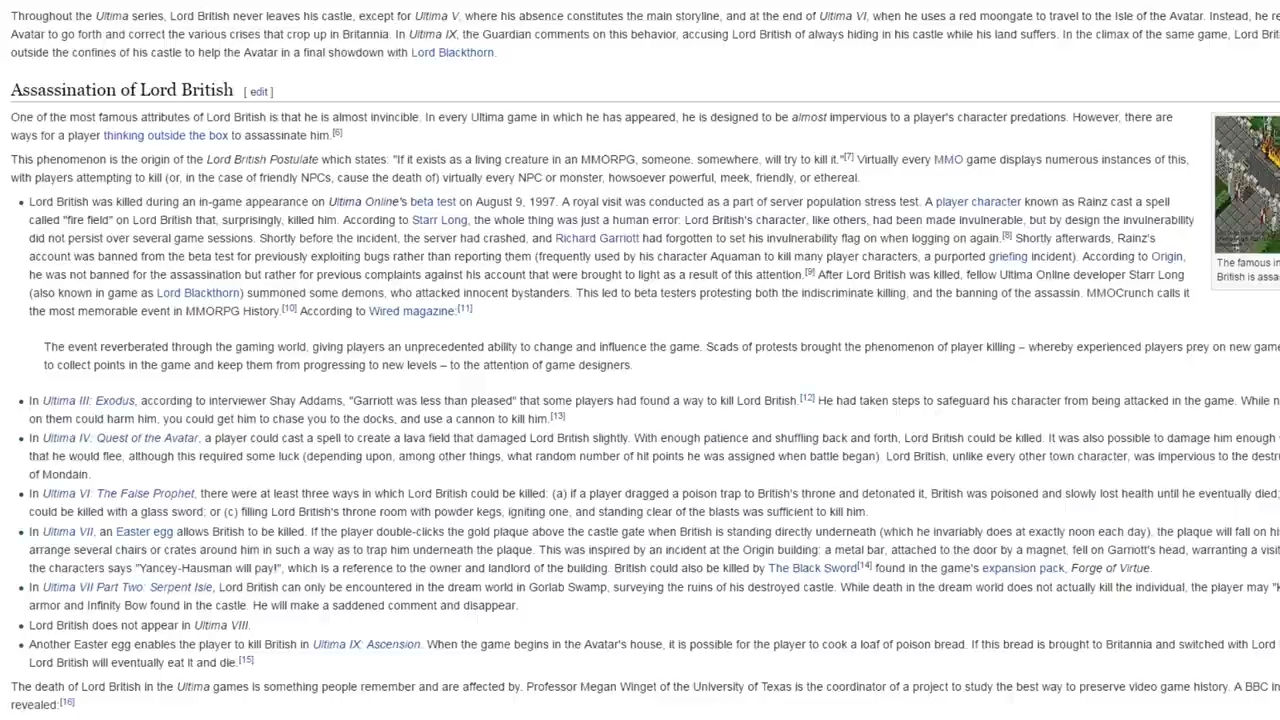 Throughout the Ultima series, Lord British never leaves his castle, except for Ultima V, where his absence constitutes the main storyline, and at the end of Ultima VI, when he uses a red moongate to travel to the Isle of the Avatar. Instead, he
Avatar to go forth and correct the various crises that crop up in Britannia. In Ultima IX, the Guardian comments on this behavior, accusing Lord British of always hiding in his castle while his land suffers. In the climax of the same game, Lord
outside the confines of his castle to help the Avatar in a final showdown with Lord Blackthorn.
Assassination of Lord British [ edit ]
One of the most famous attributes of Lord British is that he is almost invincible. In every Ultima game in which he has appeared, he is designed to be almost impervious to a player's character predations. However, there are
ways for a player thinking outside the box to assassinate him.[6]
This phenomenon is the origin of the Lord British Postulate which states: "If it exists as a living creature in an MMORPG, someone, somewhere, will try to kill it."[7] Virtually every MMO game displays numerous instances of this,
with players attempting to kill (or, in the case of friendly NPCs, cause the death of) virtually every NPC or monster, howsoever powerful, meek, friendly, or ethereal.
• Lord British was killed during an in-game appearance on Ultima Online's beta test on August 9, 1997. A royal visit was conducted as a part of server population stress test. A player character known as Rainz cast a spell
called "fire field" on Lord British that, surprisingly, killed him. According to Starr Long, the whole thing was just a human error: Lord British's character, like others, had been made invulnerable, but by design the invulnerability
did not persist over several game sessions. Shortly before the incident, the server had crashed, and Richard Garriott had forgotten to set his invulnerability flag on when logging on again.[8] Shortly afterwards, Rainz's
account was banned from the beta test for previously exploiting bugs rather than reporting them (frequently used by his character Aquaman to kill many player characters, a purported griefing incident). According to Origin,
he was not banned for the assassination but rather for previous complaints against his account that were brought to light as a result of this attention.[9] After Lord British was killed, fellow Ultima Online developer Starr Long
(also known in game as Lord Blackthorn) summoned some demons, who attacked innocent bystanders. This led to beta testers protesting both the indiscriminate killing, and the banning of the assassin. MMOCrunch calls it
the most memorable event in MMORPG History.[10] According to Wired magazine:[11]
The famous
British is
The event reverberated through the gaming world, giving players an unprecedented ability to change and influence the game. Scads of protests brought the phenomenon of player killing – whereby experienced players prey on new
to collect points in the game and keep them from progressing to new levels – to the attention of game designers.
• In Ultima III: Exodus, according to interviewer Shay Addams, "Garriott was less than pleased" that some players had found a way to kill Lord British.[12] He had taken steps to safeguard his character from being attacked in the game. While
on them could harm him, you could get him to chase you to the docks, and use a cannon to kill him.[13]
• In Ultima IV: Quest of the Avatar, a player could cast a spell to create a lava field that damaged Lord British slightly. With enough patience and shuffling back and forth, Lord British could be killed. It was also possible to damage him enough
that he would flee, although this required some luck (depending upon, among other things, what random number of hit points he was assigned when battle began). Lord British, unlike every other town character, was impervious to the
of Mondain.
• In Ultima VI: The False Prophet, there were at least three ways in which Lord British could be killed: (a) if a player dragged a poison trap to British's throne and detonated it, British was poisoned and slowly lost health until he eventually died;
could be killed with a glass sword; or (c) filling Lord British's throne room with powder kegs, igniting one, and standing clear of the blasts was sufficient to kill him.
• In Ultima VII, an Easter egg allows British to be killed. If the player double-clicks the gold plaque above the castle gate when British is standing directly underneath (which he invariably does at exactly noon each day), the plaque will fall on
arrange several chairs or crates around him in such a way as to trap him underneath the plaque. This was inspired by an incident at the Origin building: a metal bar, attached to the door by a magnet, fell on Garriott's head, warranting a
the characters says "Yancey-Hausman will pay!", which is a reference to the owner and landlord of the building. British could also be killed by The Black Sword[14] found in the game's expansion pack, Forge of Virtue.
• In Ultima VII Part Two: Serpent Isle, Lord British can only be encountered in the dream world in Gorlab Swamp, surveying the ruins of his destroyed castle. While death in the dream world does not actually kill the individual, the player may
armor and Infinity Bow found in the castle. He will make a saddened comment and disappear.
• Lord British does not appear in Ultima VIII.
• Another Easter egg enables the player to kill British in Ultima IX: Ascension. When the game begins in the Avatar's house, it is possible for the player to cook a loaf of poison bread. If this bread is brought to Britannia and switched with Lord
Lord British will eventually eat it and die.[15]
The death of Lord British in the Ultima games is something people remember and are affected by. Professor Megan Winget of the University of Texas is the coordinator of a project to study the best way to preserve video game history. A BBC
revealed:[16]